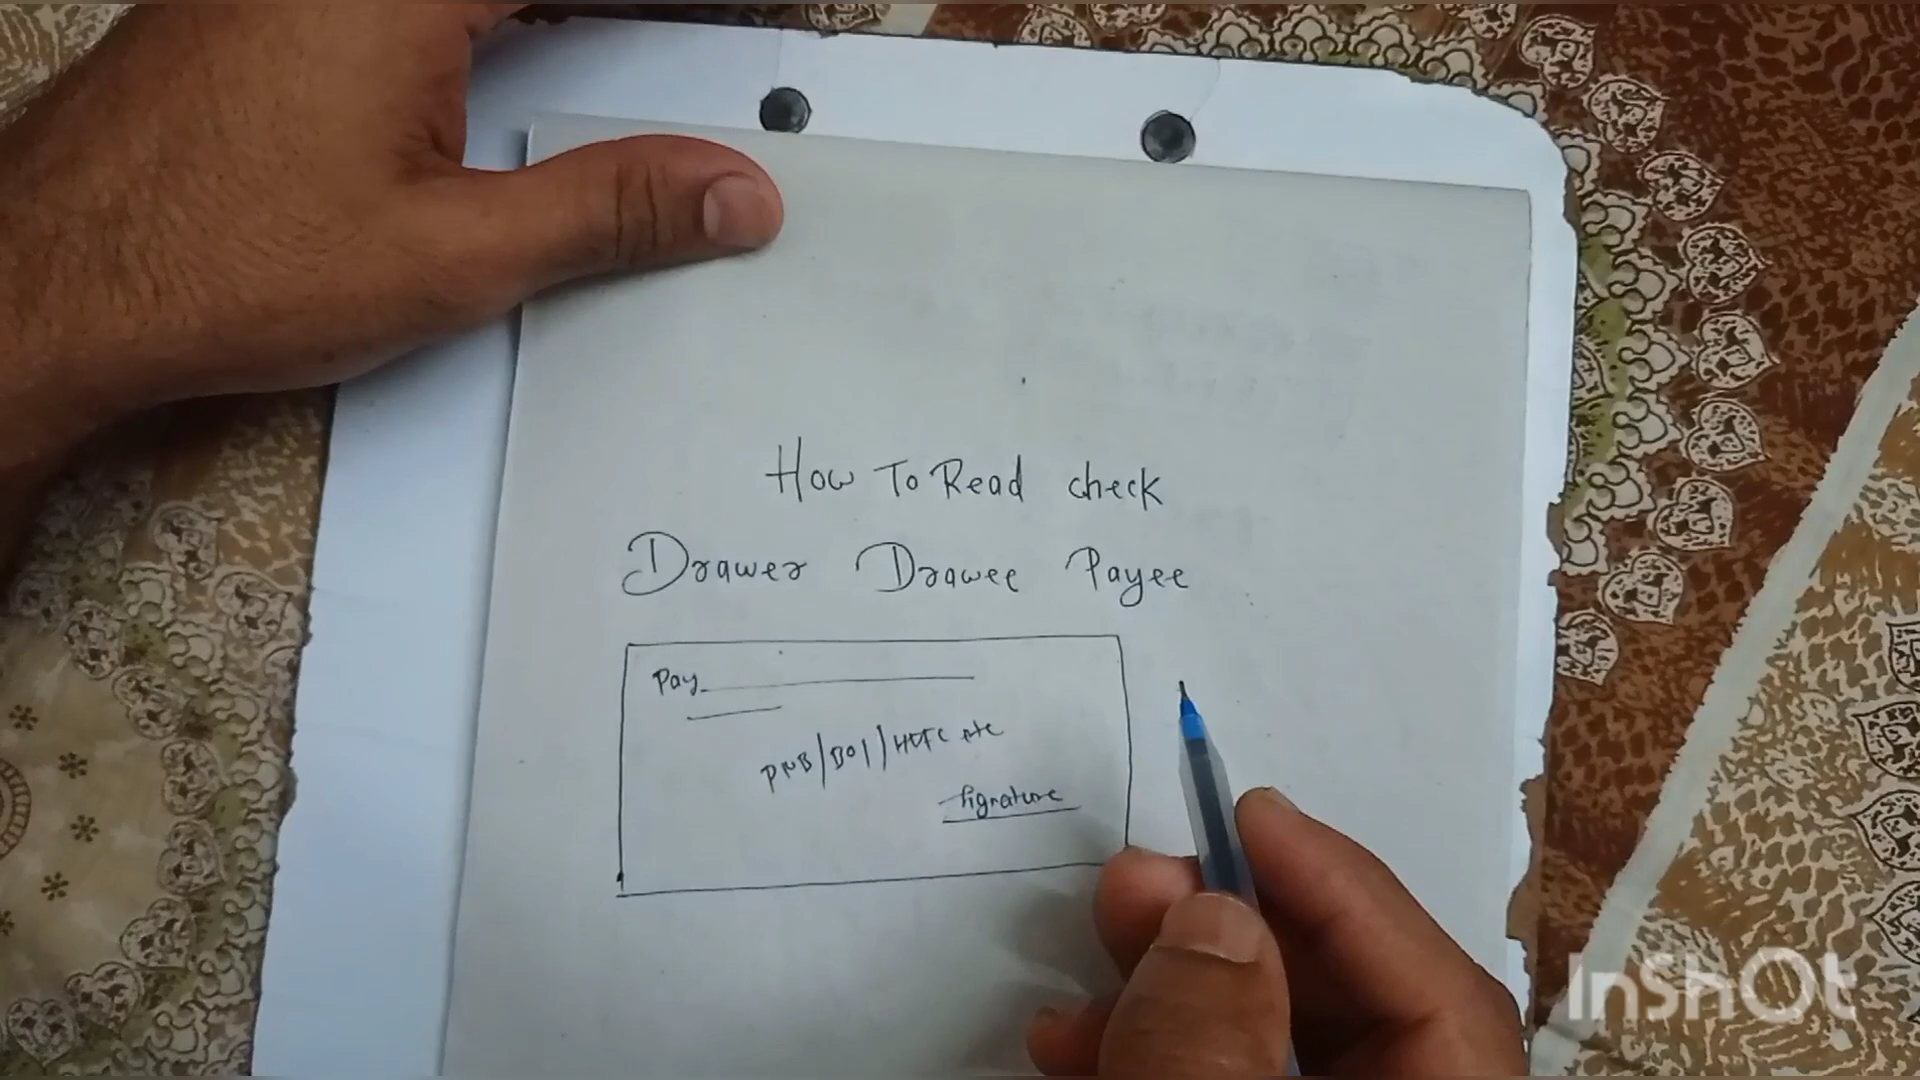 How To Read check
Drawer Drawee Payee
Pay
PNB/BOI/HDFC etc
Signature
InShOt